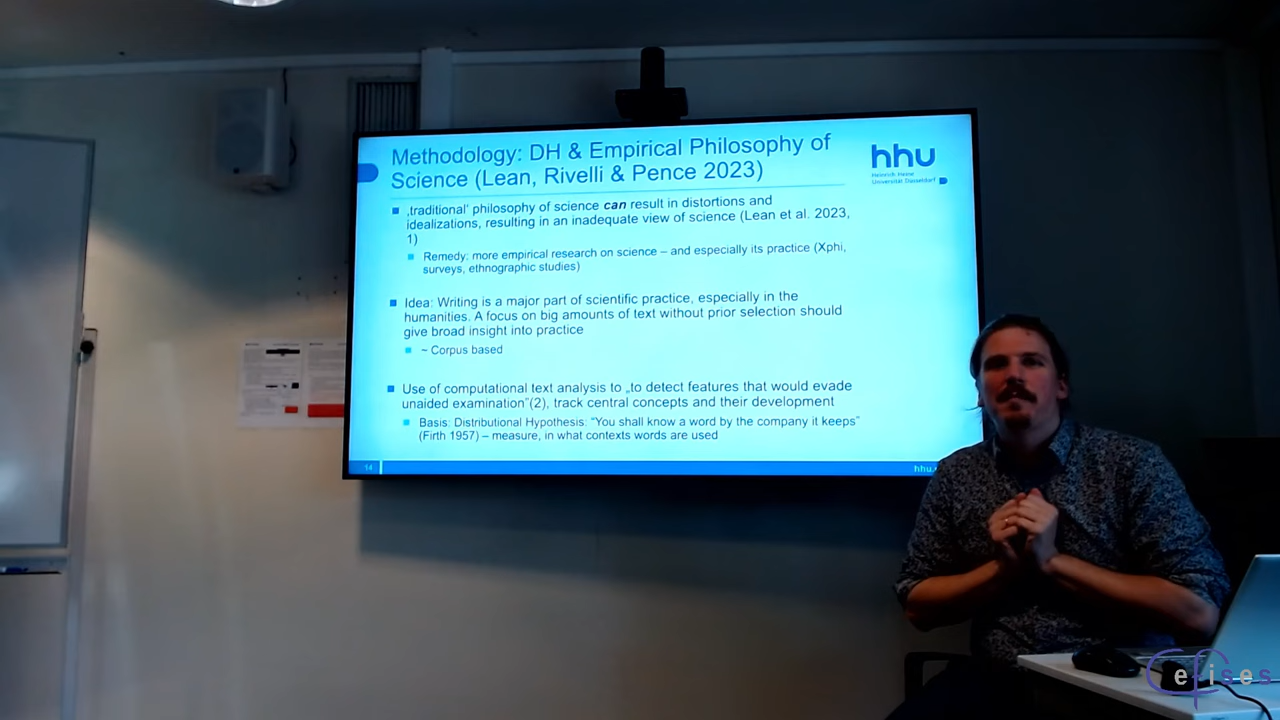 Methodology: DH & Empirical Philosophy of
Science (Lean, Rivelli & Pence 2023)
hhu
Heinrich Heine
Universität Düsseldorf
‚traditional' philosophy of science can result in distortions and
idealizations, resulting in an inadequate view of science (Lean et al. 2023,
1)
Remedy: more empirical research on science – and especially its practice (Xphi,
surveys, ethnographic studies)
Idea: Writing is a major part of scientific practice, especially in the
humanities. A focus on big amounts of text without prior selection should
give broad insight into practice
~ Corpus based
Use of computational text analysis to „to detect features that would evade
unaided examination"(2), track central concepts and their development
Basis: Distributional Hypothesis: "You shall know a word by the company it keeps"
(Firth 1957) – measure, in what contexts words are used
14
hhu.
Cefises